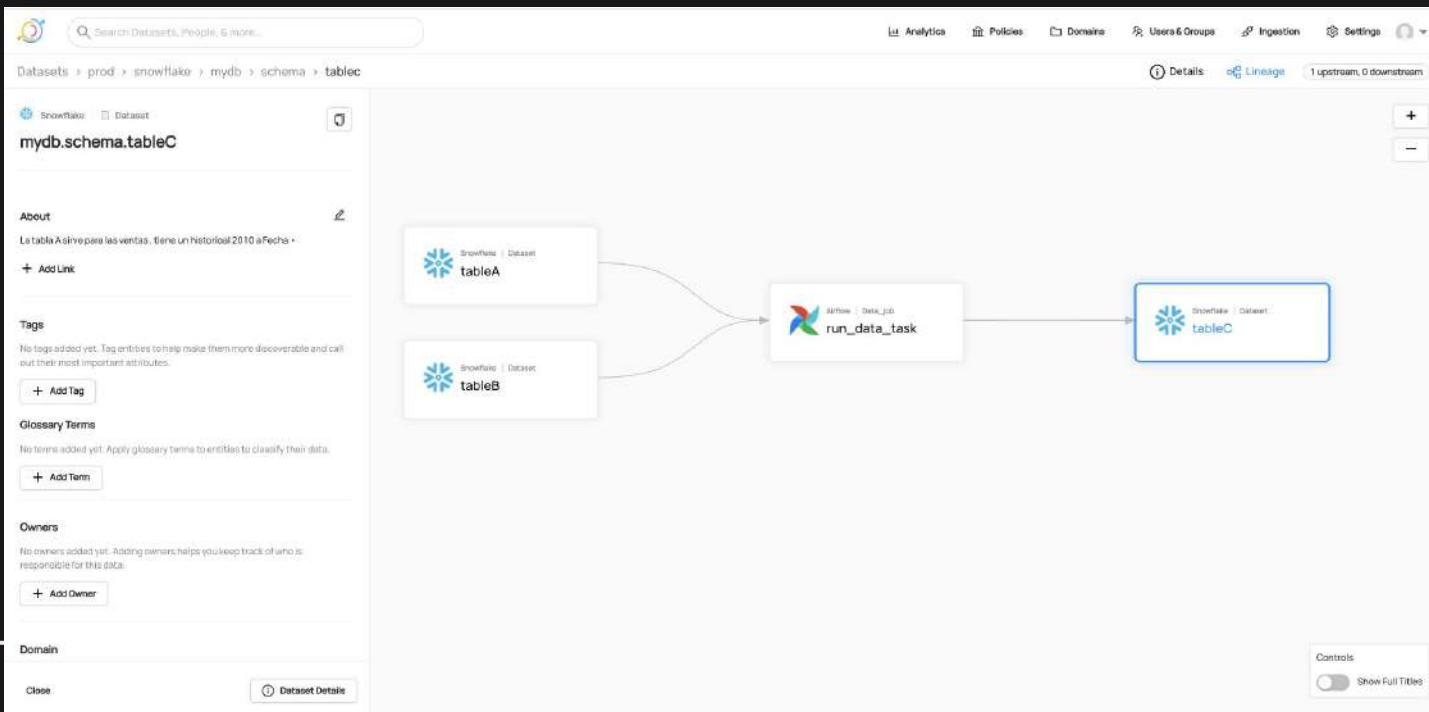 Search Datasets, People, & more...
Analytics
Policies
Domains
Users & Groups
Ingestion
Settings
Datasets > prod > snowflake > mydb > schema > tablec
Details
Lineage
1 upstream, 0 downstream
Snowflake
Dataset
mydb.schema.tableC
About
La tabla A sirve para las ventas, tiene un historioal 2010 a Fecha •
+ Add Link
Tags
No tags added yet. Tag entities to help make them more discoverable and call
out their most important attributes.
+ Add Tag
Glossary Terms
No terms added yet. Apply glossary terms to entities to classify their data.
+ Add Term
Owners
No owners added yet. Adding owners helps you keep track of who is
responsible for this data.
+ Add Owner
Domain
Close
Dataset Details
Snowflake | Dataset
tableA
Snowflake | Dataset
tableB
Airflow | Data_job
run_data_task
Snowflake | Dataset
tableC
+
−
Controls
Show Full Titles